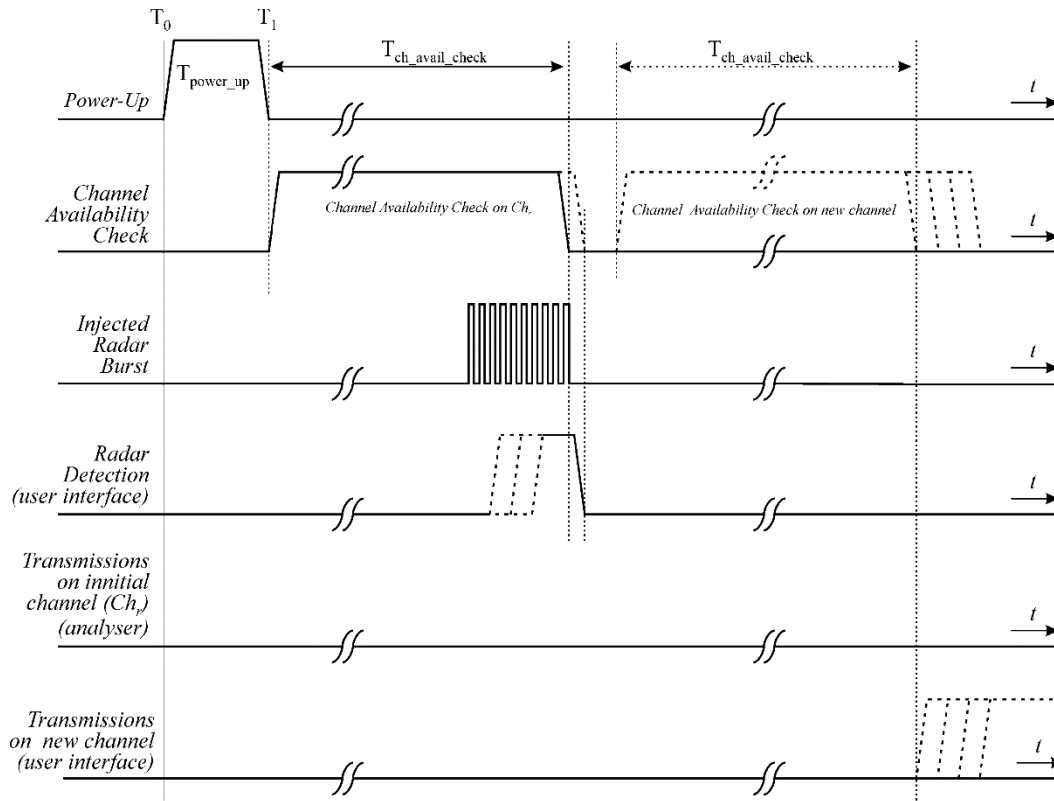 T0 T1
Tch_avail_check Tch_avail_check
Tpower_up
Power-Up t
Channel
Availability
Check
Channel Availability Check on Chr
Channel Availability Check on new channel
t
Injected
Radar
Burst
t
Radar
Detection
(user interface)
t
Transmissions
on innitial
channel (Chr)
(analyser)
t
Transmissions
on new channel
(user interface)
t